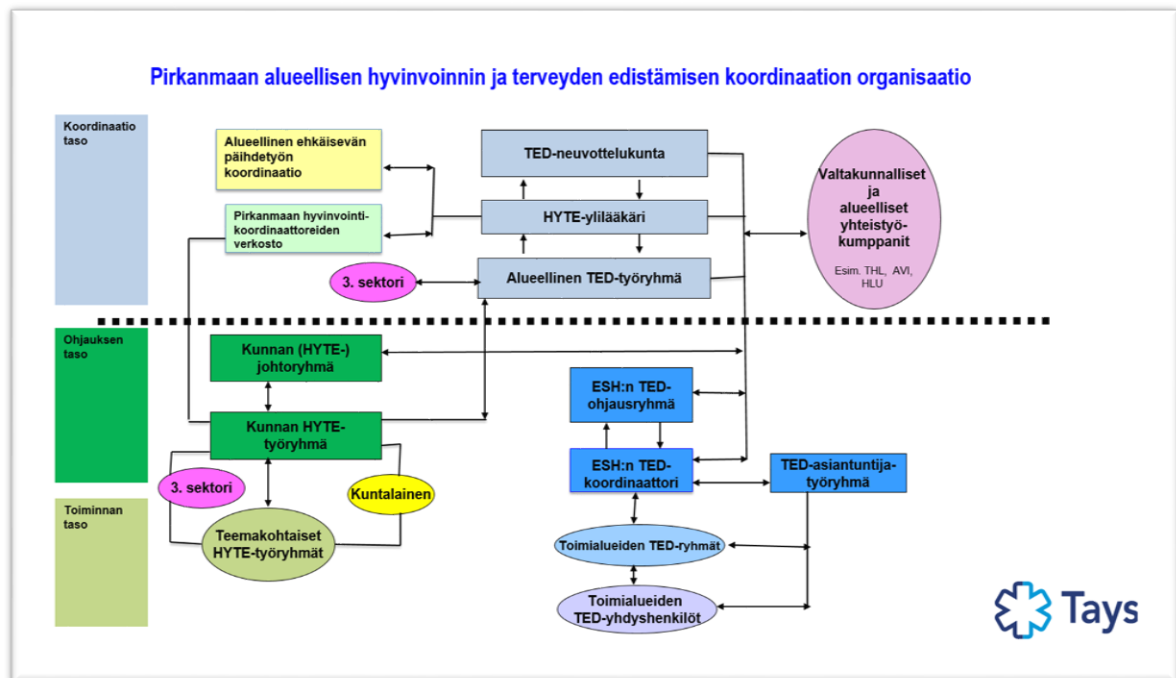 Pirkanmaan alueellisen hyvinvoinnin ja terveyden edistämisen koordinaation organisaatio
Koordinaatio
taso
Alueellinen ehkäisevän
päihdetyön
koordinaatio
TED-neuvottelukunta
Valtakunnalliset
ja
alueelliset
yhteistyö-
kumppanit
Esim. THL, AVI,
HLU
Pirkanmaan hyvinvointi-
koordinaattoreiden
verkosto
HYTE-ylilääkäri
3. sektori
Alueellinen TED-työryhmä
Ohjauksen
taso
Kunnan (HYTE-)
johtoryhmä
ESH:n TED-
ohjausryhmä
Kunnan HYTE-
työryhmä
ESH:n TED-
koordinaattori
TED-asiantuntija-
työryhmä
3. sektori
Kuntalainen
Toiminnan
taso
Teemakohtaiset
HYTE-työryhmät
Toimialueiden TED-ryhmät
Toimialueiden
TED-yhdyshenkilöt
Tays